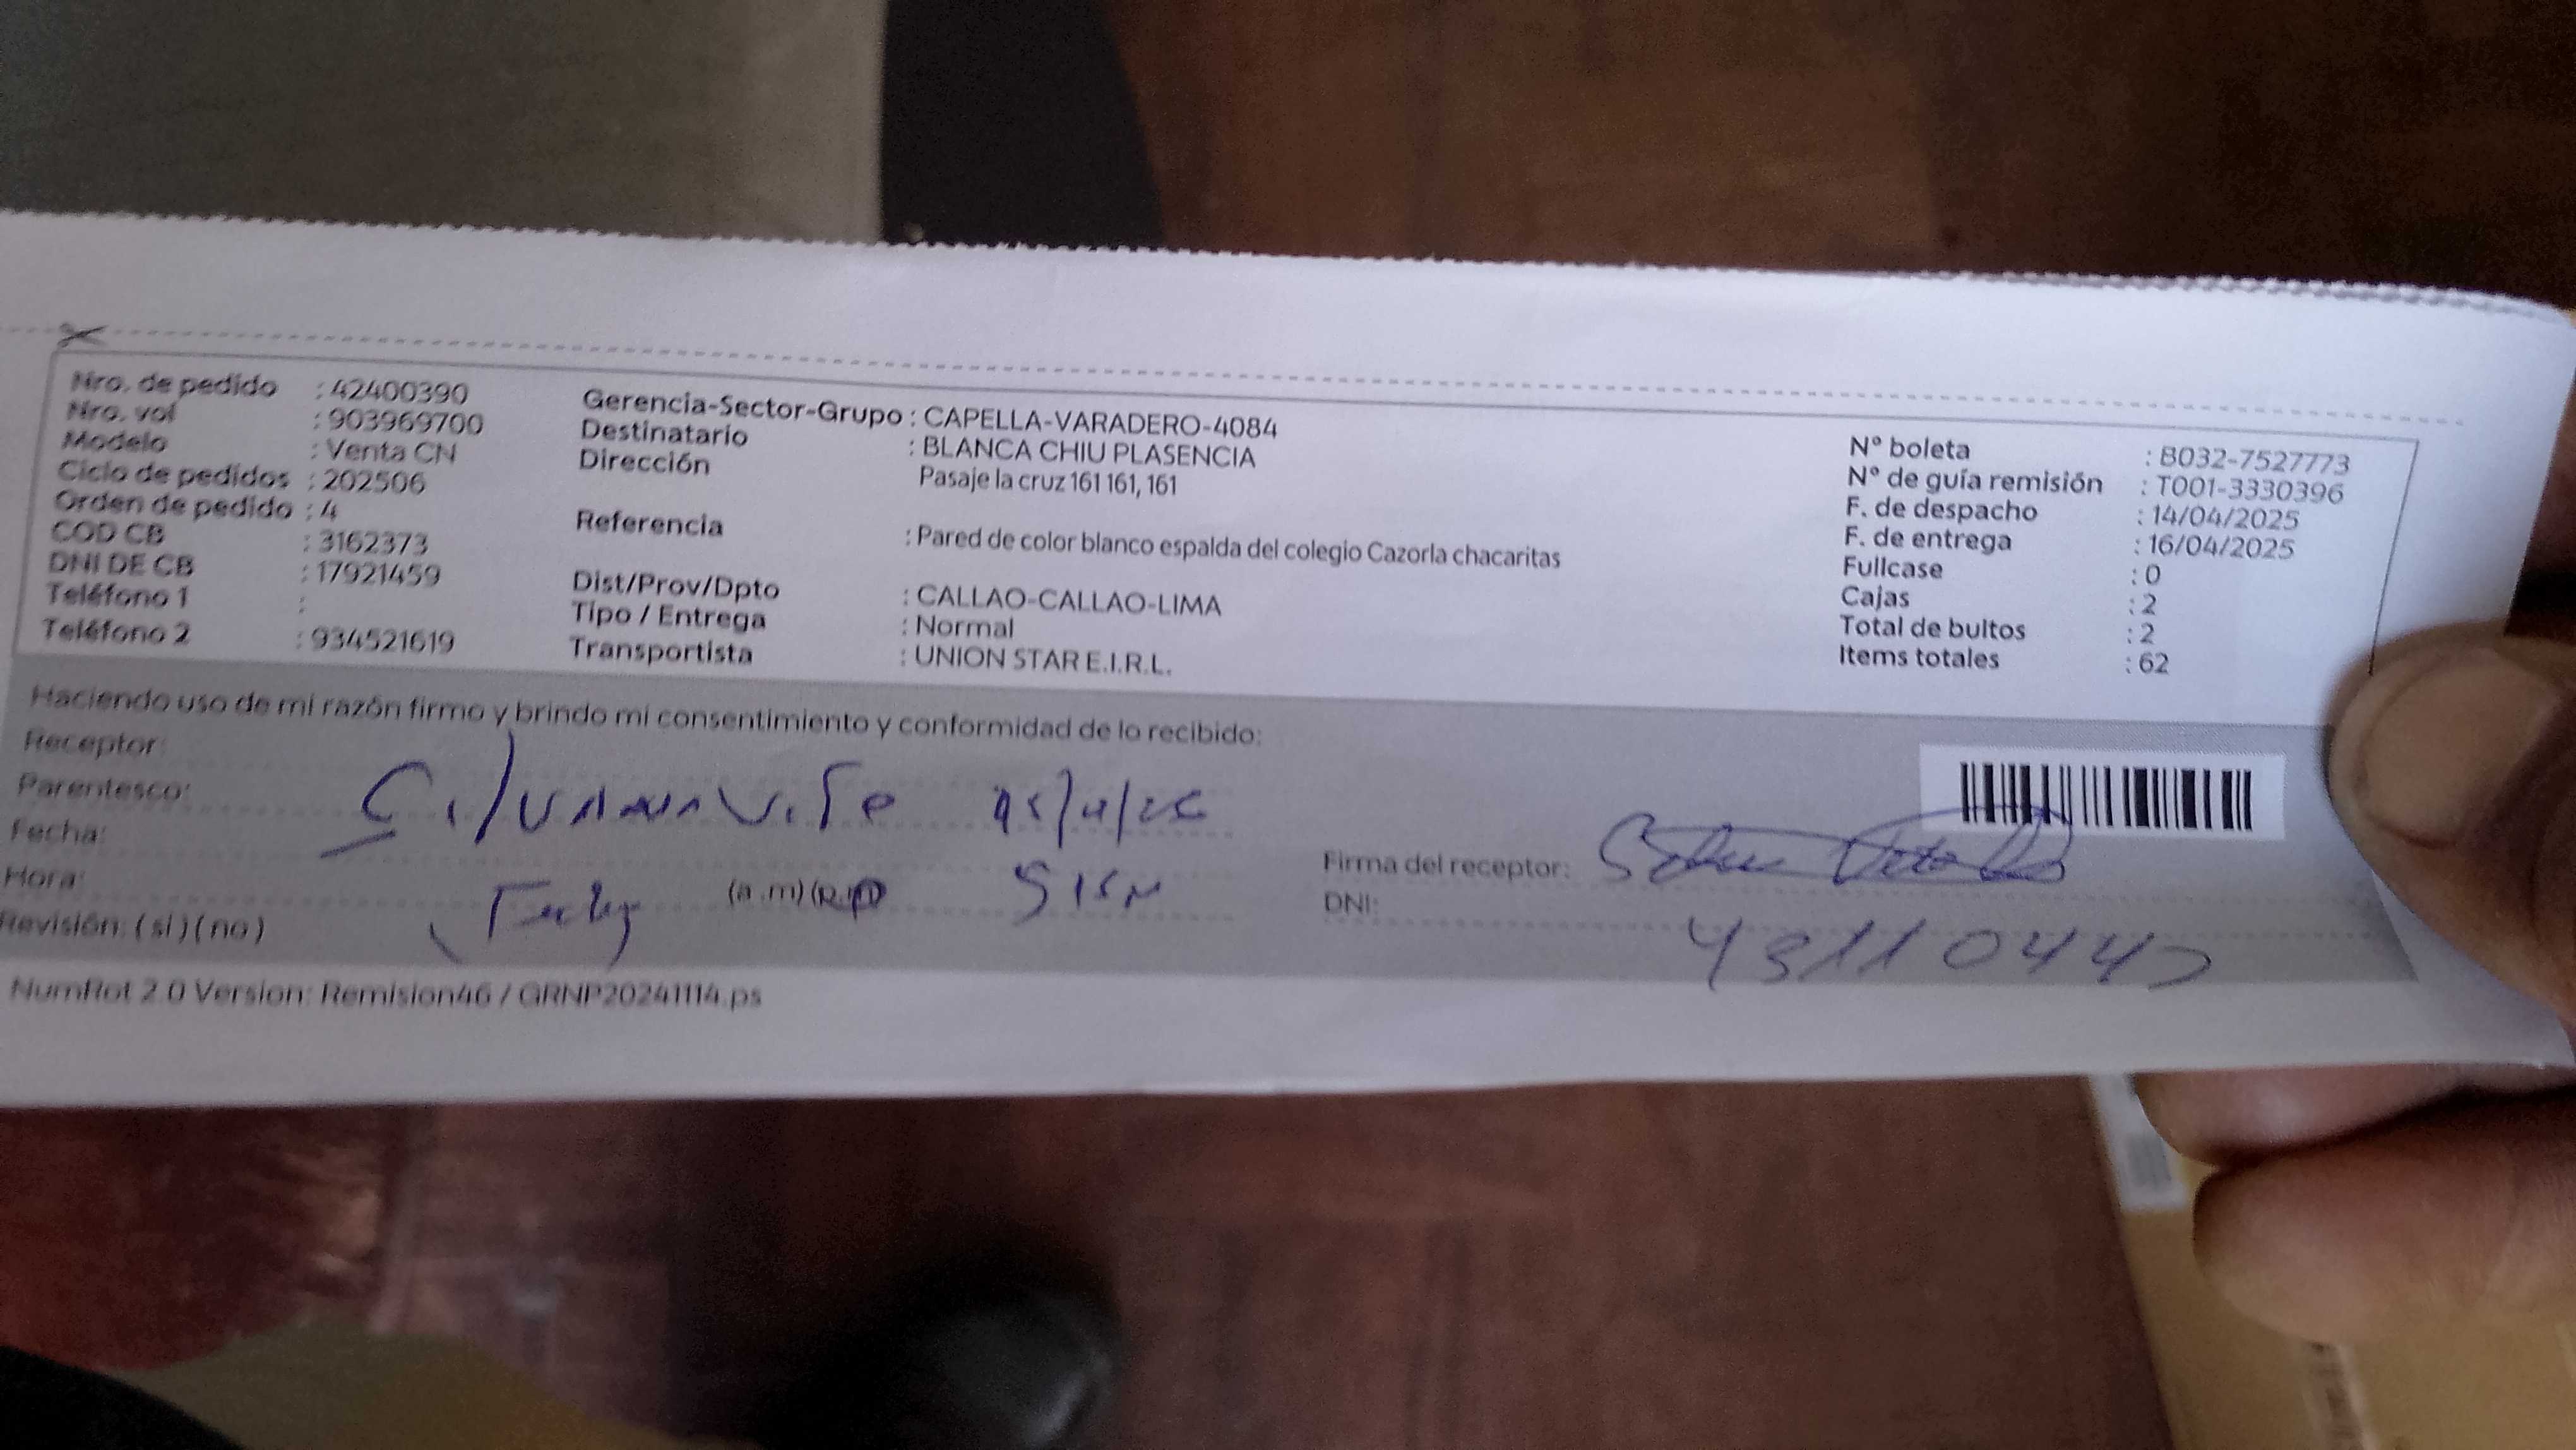 Nro. de pedido : 42400390
Nro. vol : 903969700
Modelo : Venta CN
Ciclo de pedidos : 202506
Orden de pedido : 4
COD CB : 3162373
DNI DE CB : 17921459
Teléfono 1 :
Teléfono 2 : 934521619
Gerencia-Sector-Grupo : CAPELLA-VARADERO-4084
Destinatario : BLANCA CHIU PLASENCIA
Dirección Pasaje la cruz 161 161, 161
Referencia : Pared de color blanco espalda del colegio Cazorla chacaritas
Dist/Prov/Dpto : CALLAO-CALLAO-LIMA
Tipo / Entrega : Normal
Transportista : UNION STAR E.I.R.L.
N° boleta : B032-7527773
N° de guía remisión : T001-3330396
F. de despacho : 14/04/2025
F. de entrega : 16/04/2025
Fullcase : 0
Cajas : 2
Total de bultos : 2
Items totales : 62
Haciendo uso de mi razón firmo y brindo mi consentimiento y conformidad de lo recibido:
Receptor:
Parentesco:
Fecha:
Hora: (a.m) (p.m)
Revisión: ( si ) ( no )
Firma del receptor:
DNI:
NumRot 2.0 Version: Remision46 / GRNP20241114.ps